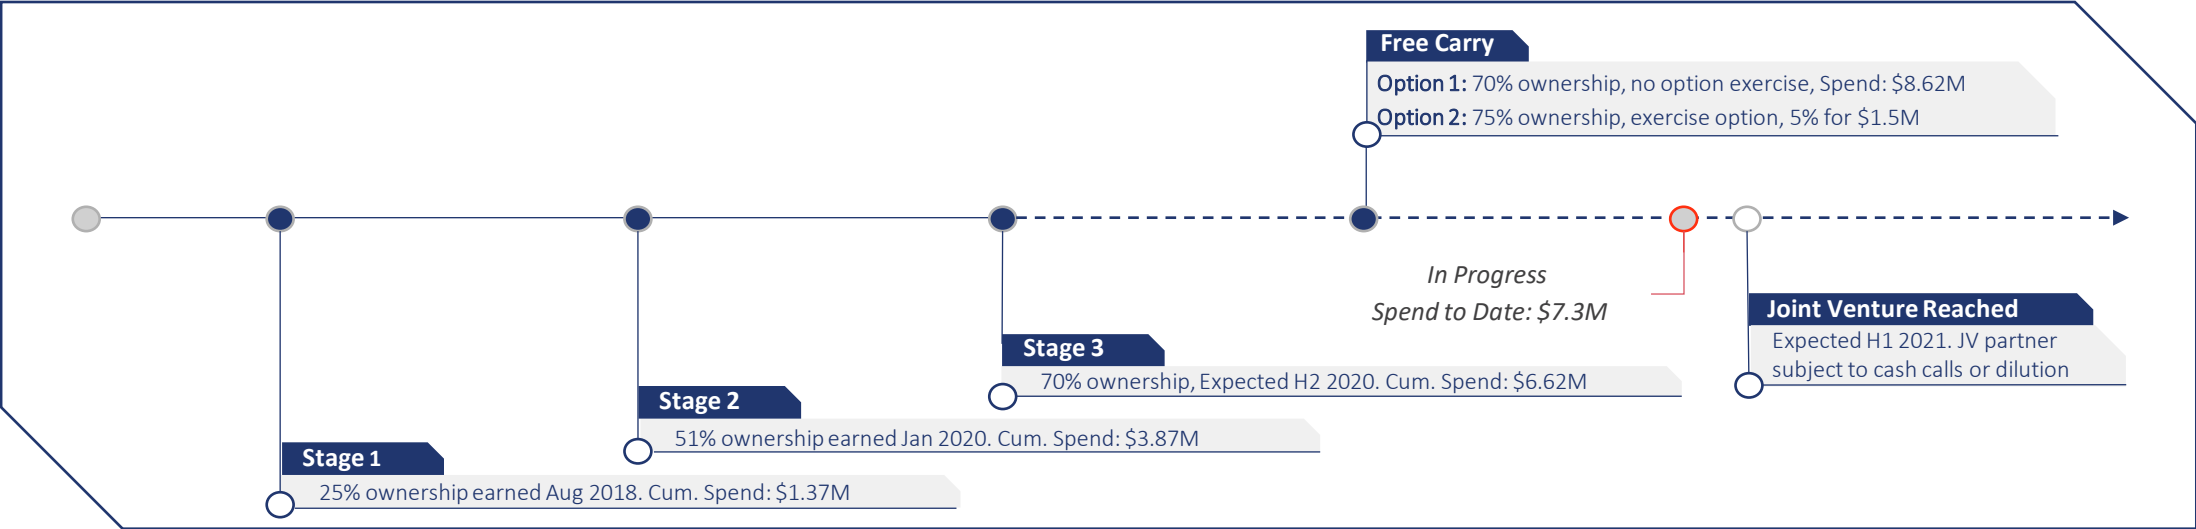 Free Carry
Option 1: 70% ownership, no option exercise, Spend: $8.62M
Option 2: 75% ownership, exercise option, 5% for $1.5M
In Progress
Spend to Date: $7.3M
Joint Venture Reached
Expected H1 2021. JV partner
subject to cash calls or dilution
Stage 3
70% ownership, Expected H2 2020. Cum. Spend: $6.62M
Stage 2
51% ownership earned Jan 2020. Cum. Spend: $3.87M
Stage 1
25% ownership earned Aug 2018. Cum. Spend: $1.37M